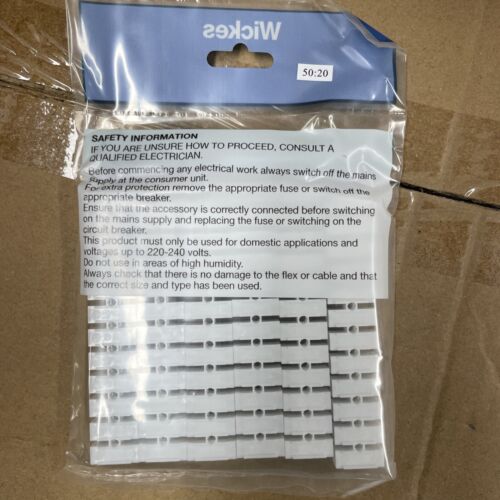 Wickes
50:20
SAFETY INFORMATION
IF YOU ARE UNSURE HOW TO PROCEED, CONSULT A
QUALIFIED ELECTRICIAN.
Before commencing any electrical work always switch off the mains
supply at the consumer unit.
For extra protection remove the appropriate fuse or switch off the
appropriate breaker.
Ensure that the accessory is correctly connected before switching
on the mains supply and replacing the fuse or switching on the
circuit breaker.
This product must only be used for domestic applications and
voltages up to 220-240 volts.
Do not use in areas of high humidity.
Always check that there is no damage to the flex or cable and that
the correct size and type has been used.